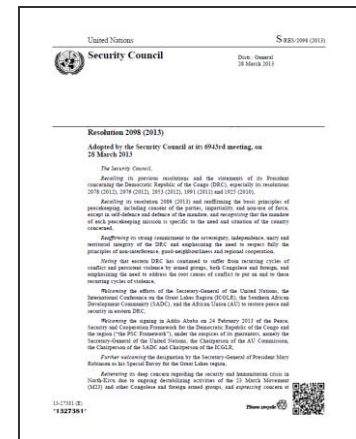 United Nations S/RES/2098 (2013)
Security Council Distr.: General
28 March 2013
Resolution 2098 (2013)
Adopted by the Security Council at its 6943rd meeting, on
28 March 2013
The Security Council,
Recalling its previous resolutions and the statements of its President
concerning the Democratic Republic of the Congo (DRC), especially its resolutions
2076 (2012), 2078 (2012), 2053 (2012), 1991 (2011) and 1925 (2010),
Recalling its resolution 2086 (2013) and reaffirming the basic principles of
peacekeeping, including consent of the parties, impartiality, and non-use of force,
except in self-defence and defence of the mandate, and recognizing that the mandate
of each peacekeeping mission is specific to the need and situation of the country
concerned,
Reaffirming its strong commitment to the sovereignty, independence, unity and
territorial integrity of the DRC and emphasizing the need to respect fully the
principles of non-interference, good-neighbourliness and regional cooperation,
Noting that eastern DRC has continued to suffer from recurring cycles of
conflict and persistent violence by armed groups, both Congolese and foreign, and
emphasizing the need to address the root causes of conflict to put an end to these
recurring cycles of violence,
Welcoming the efforts of the Secretary-General of the United Nations, the
International Conference on the Great Lakes Region (ICGLR), the Southern African
Development Community (SADC), and the African Union (AU) to restore peace and
security in eastern DRC,
Welcoming the signing in Addis Ababa on 24 February 2013 of the Peace,
Security and Cooperation Framework for the Democratic Republic of the Congo and
the region ("the PSC Framework"), under the auspices of its guarantors, namely the
Secretary-General of the United Nations, the Chairperson of the AU Commission,
the Chairperson of the SADC and Chairperson of the ICGLR,
Further welcoming the designation by the Secretary-General of President Mary
Robinson as his Special Envoy for the Great Lakes region,
Reiterating its deep concern regarding the security and humanitarian crisis in
North-Kivu due to ongoing destabilizing activities of the 23 March Movement
(M23) and other Congolese and foreign armed groups, and expressing concern at
13-27381 (E)
*1327381*
Please recycle